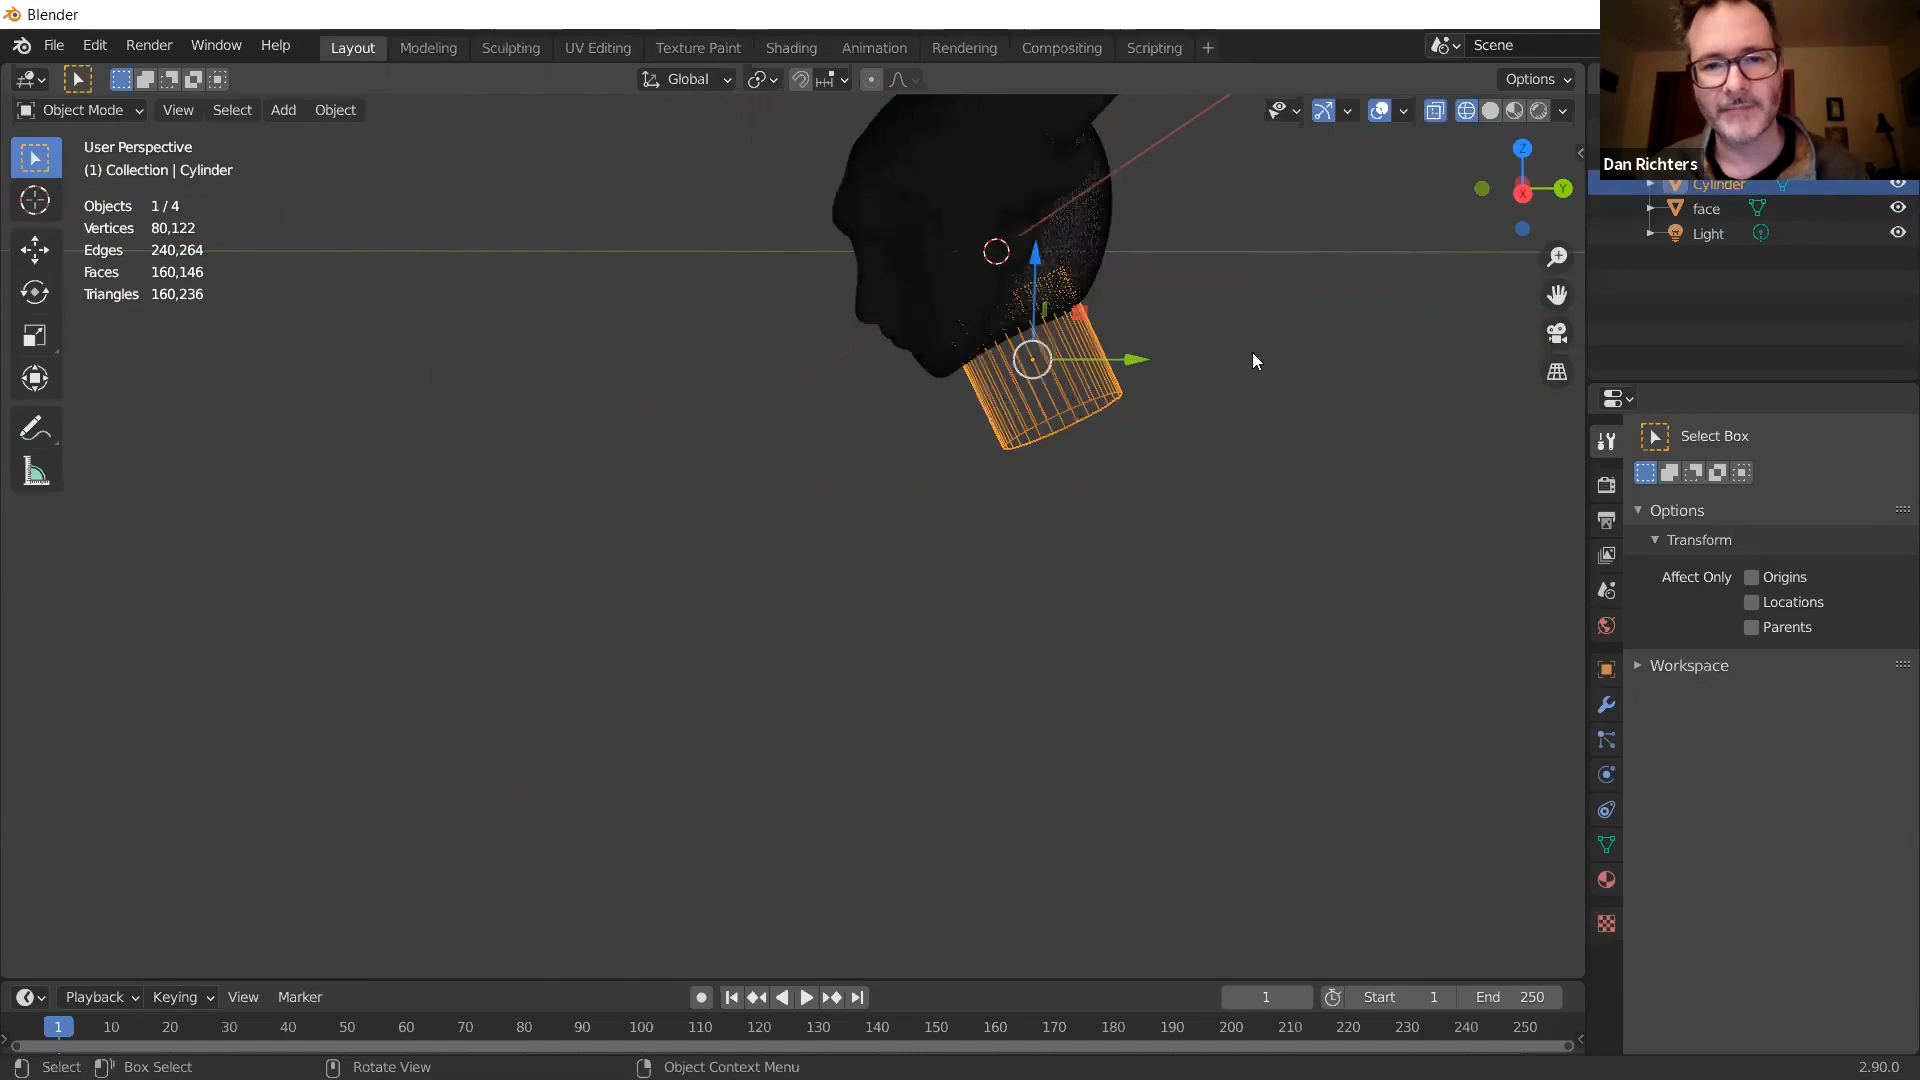 Blender
File Edit Render Window Help
Layout Modeling Sculpting UV Editing Texture Paint Shading Animation Rendering Compositing Scripting +
Scene
Global
Options
Object Mode View Select Add Object
User Perspective
(1) Collection | Cylinder
Objects 1 / 4
Vertices 80,122
Edges 240,264
Faces 160,146
Triangles 160,236
Z
Y
X
Dan Richters
Cylinder
face
Light
Select Box
Options
Transform
Affect Only Origins
Locations
Parents
Workspace
Playback Keying View Marker
1 Start 1 End 250
1 10 20 30 40 50 60 70 80 90 100 110 120 130 140 150 160 170 180 190 200 210 220 230 240 250
Select Box Select Rotate View Object Context Menu 2.90.0